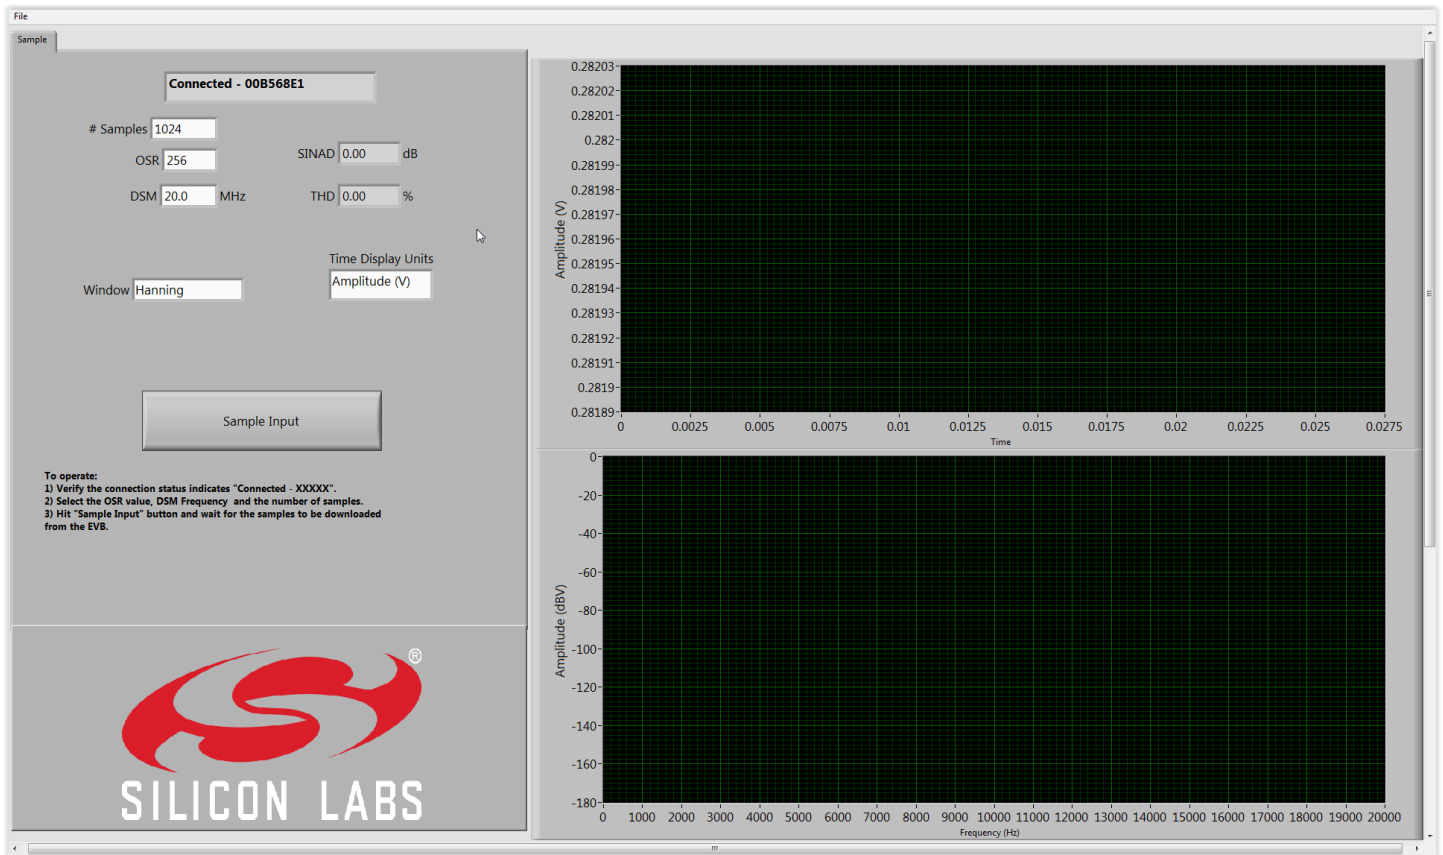 File
Sample
Connected - 00B568E1
# Samples 1024
OSR 256
SINAD 0.00 dB
DSM 20.0 MHz
THD 0.00 %
Time Display Units
Amplitude (V)
Window Hanning
Sample Input
To operate:
1) Verify the connection status indicates "Connected - XXXXX".
2) Select the OSR value, DSM Frequency  and the number of samples.
3) Hit "Sample Input" button and wait for the samples to be downloaded
from the EVB.
®
SILICON LABS
Amplitude (V)
0.28203
0.28202
0.28201
0.282
0.28199
0.28198
0.28197
0.28196
0.28195
0.28194
0.28193
0.28192
0.28191
0.2819
0.28189
0 0.0025 0.005 0.0075 0.01 0.0125 0.015 0.0175 0.02 0.0225 0.025 0.0275
Time
Amplitude (dBV)
0
-20
-40
-60
-80
-100
-120
-140
-160
-180
0 1000 2000 3000 4000 5000 6000 7000 8000 9000 10000 11000 12000 13000 14000 15000 16000 17000 18000 19000 20000
Frequency (Hz)